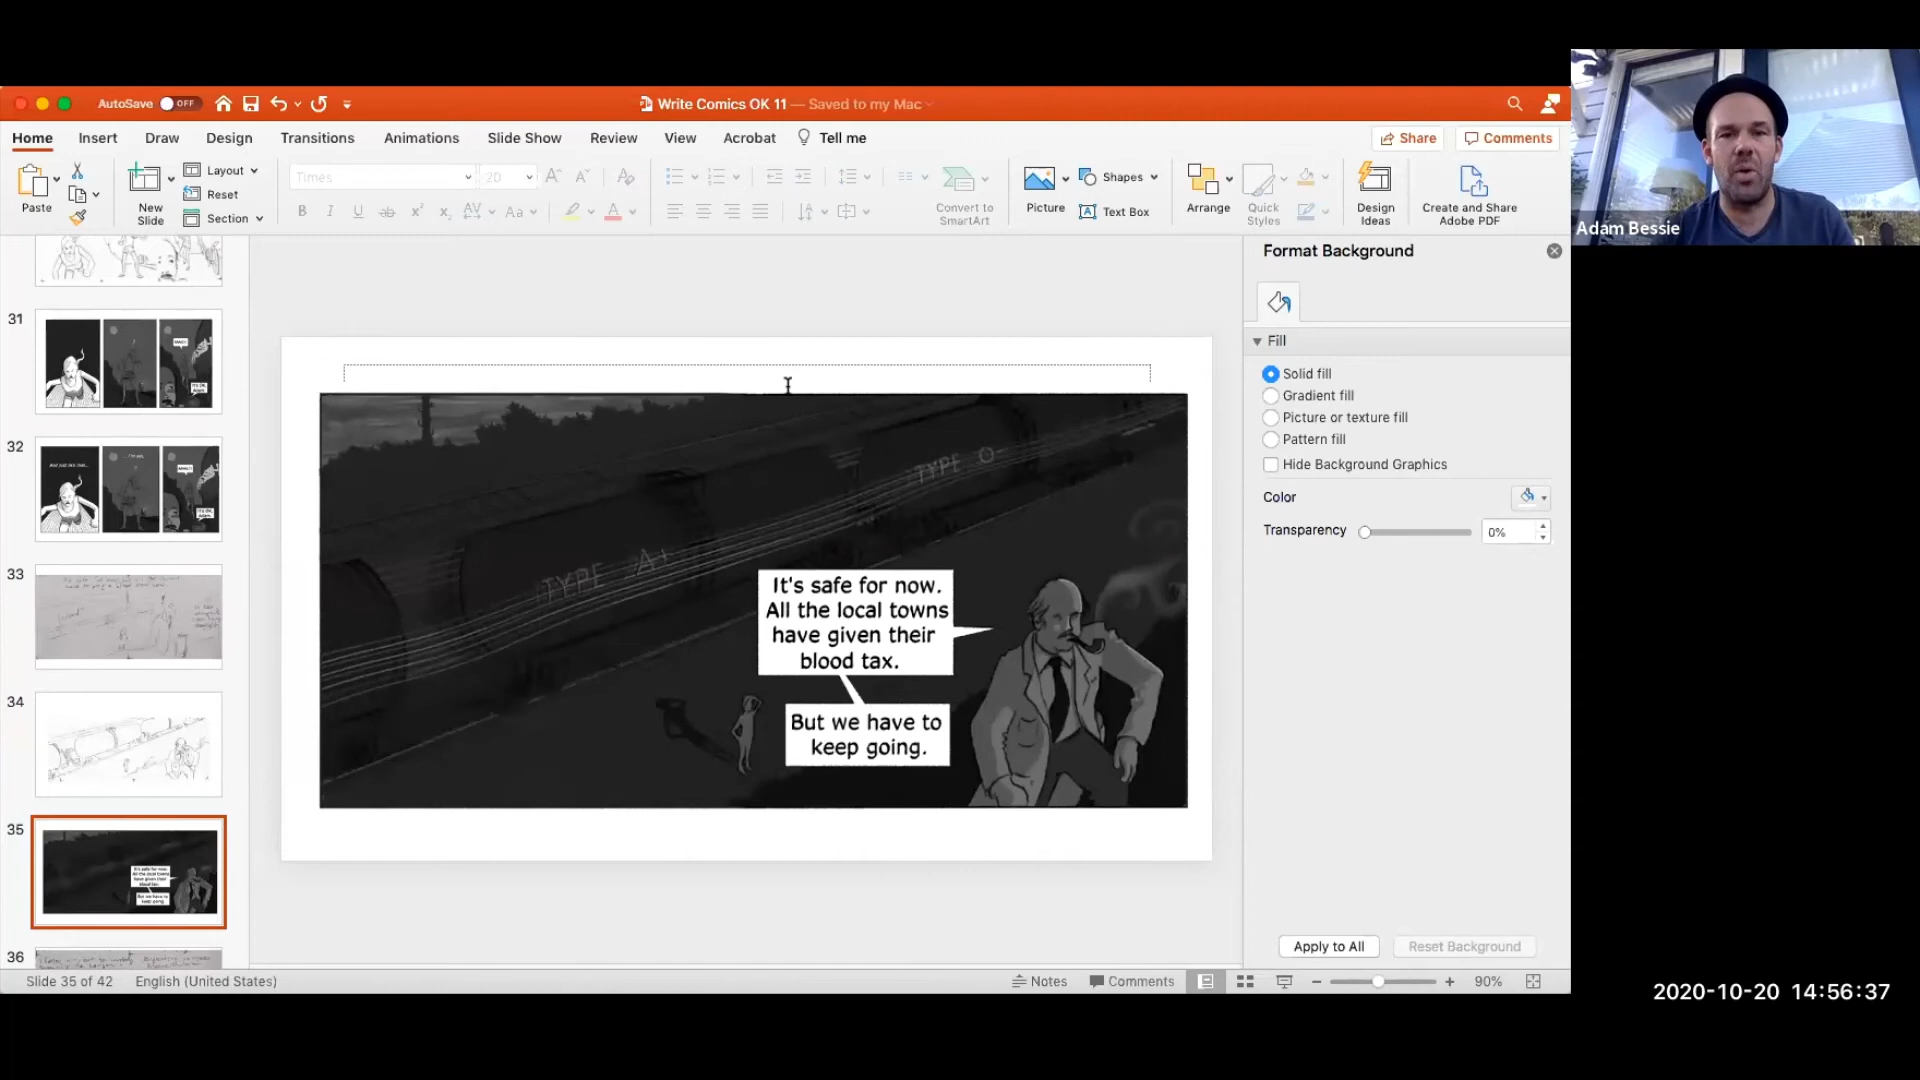 AutoSave OFF
Write Comics OK 11 — Saved to my Mac
Home Insert Draw Design Transitions Animations Slide Show Review View Acrobat Tell me
Share Comments
Paste
New Slide
Layout
Reset
Section
Times 20
Convert to SmartArt
Picture
Shapes
Text Box
Arrange
Quick Styles
Design Ideas
Create and Share Adobe PDF
Adam Bessie
31
32
33
34
35
36
TYPE A+
TYPE O-
It's safe for now.
All the local towns
have given their
blood tax.
But we have to
keep going.
Format Background
Fill
Solid fill
Gradient fill
Picture or texture fill
Pattern fill
Hide Background Graphics
Color
Transparency 0%
Apply to All Reset Background
Slide 35 of 42 English (United States)
Notes Comments 90%
2020-10-20 14:56:37